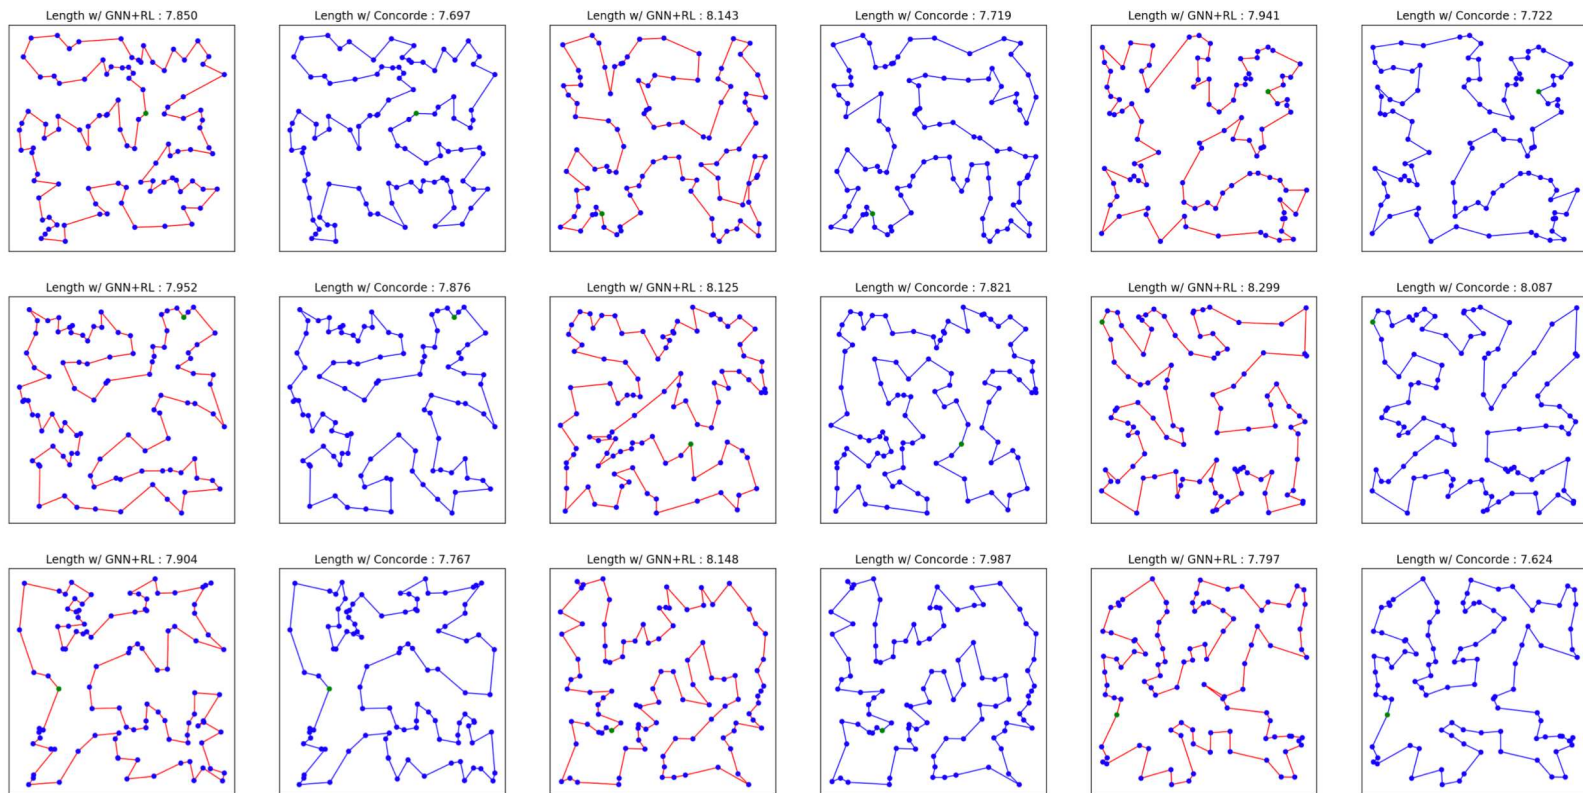 Length w/ GNN+RL : 7.850
Length w/ Concorde : 7.697
Length w/ GNN+RL : 8.143
Length w/ Concorde : 7.719
Length w/ GNN+RL : 7.941
Length w/ Concorde : 7.722
Length w/ GNN+RL : 7.952
Length w/ Concorde : 7.876
Length w/ GNN+RL : 8.125
Length w/ Concorde : 7.821
Length w/ GNN+RL : 8.299
Length w/ Concorde : 8.087
Length w/ GNN+RL : 7.904
Length w/ Concorde : 7.767
Length w/ GNN+RL : 8.148
Length w/ Concorde : 7.987
Length w/ GNN+RL : 7.797
Length w/ Concorde : 7.624